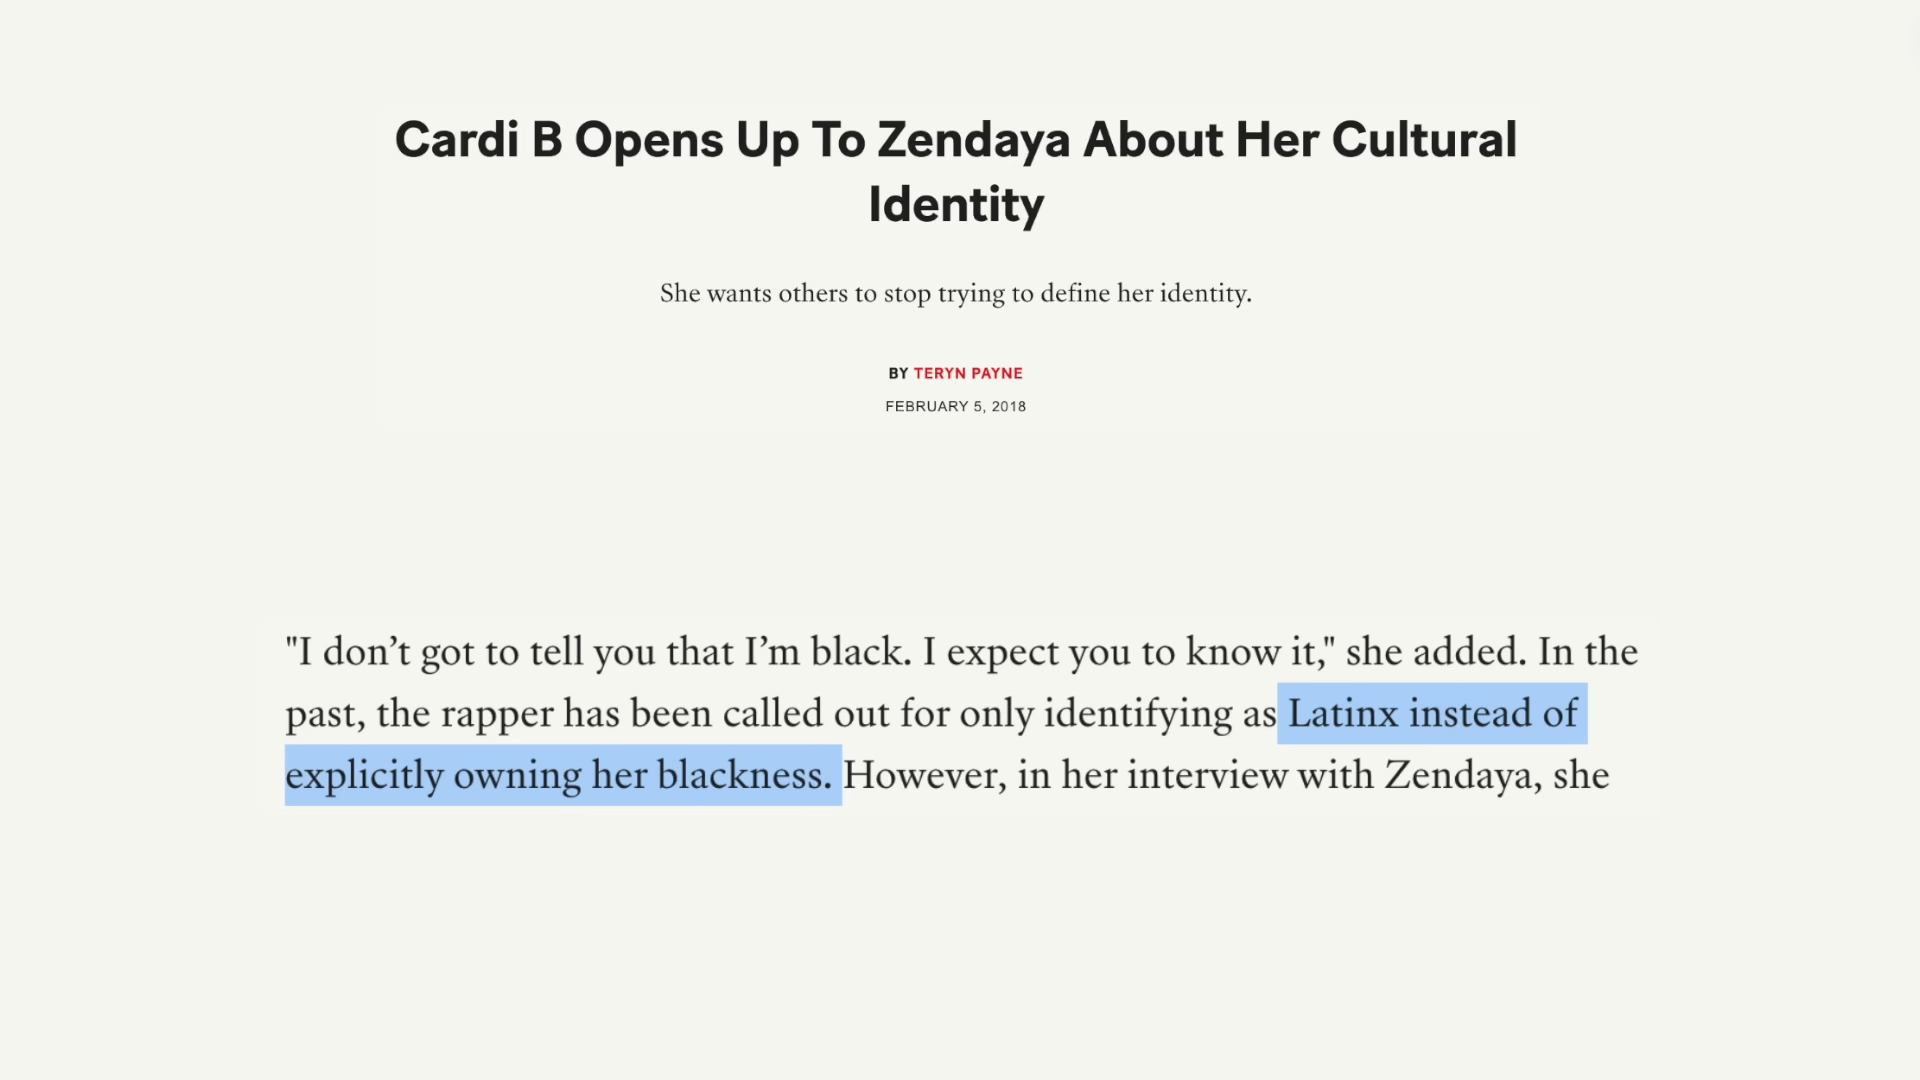 Cardi B Opens Up To Zendaya About Her Cultural
Identity
She wants others to stop trying to define her identity.
BY TERYN PAYNE
FEBRUARY 5, 2018
"I don’t got to tell you that I’m black. I expect you to know it," she added. In the
past, the rapper has been called out for only identifying as Latinx instead of
explicitly owning her blackness. However, in her interview with Zendaya, she